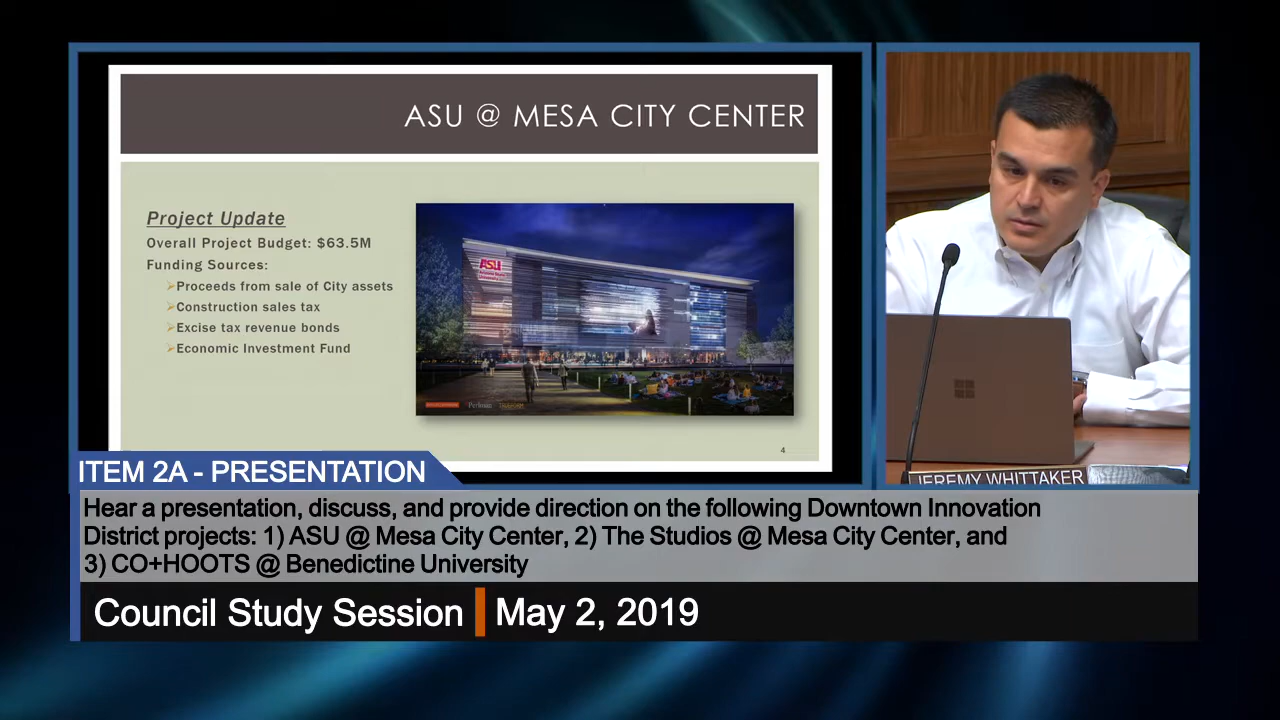 ASU @ MESA CITY CENTER
Project Update
Overall Project Budget: $63.5M
Funding Sources:
Proceeds from sale of City assets
Construction sales tax
Excise tax revenue bonds
Economic Investment Fund
ASU
4
JEREMY WHITTAKER
ITEM 2A - PRESENTATION
Hear a presentation, discuss, and provide direction on the following Downtown Innovation
District projects: 1) ASU @ Mesa City Center, 2) The Studios @ Mesa City Center, and
3) CO+HOOTS @ Benedictine University
Council Study Session
May 2, 2019